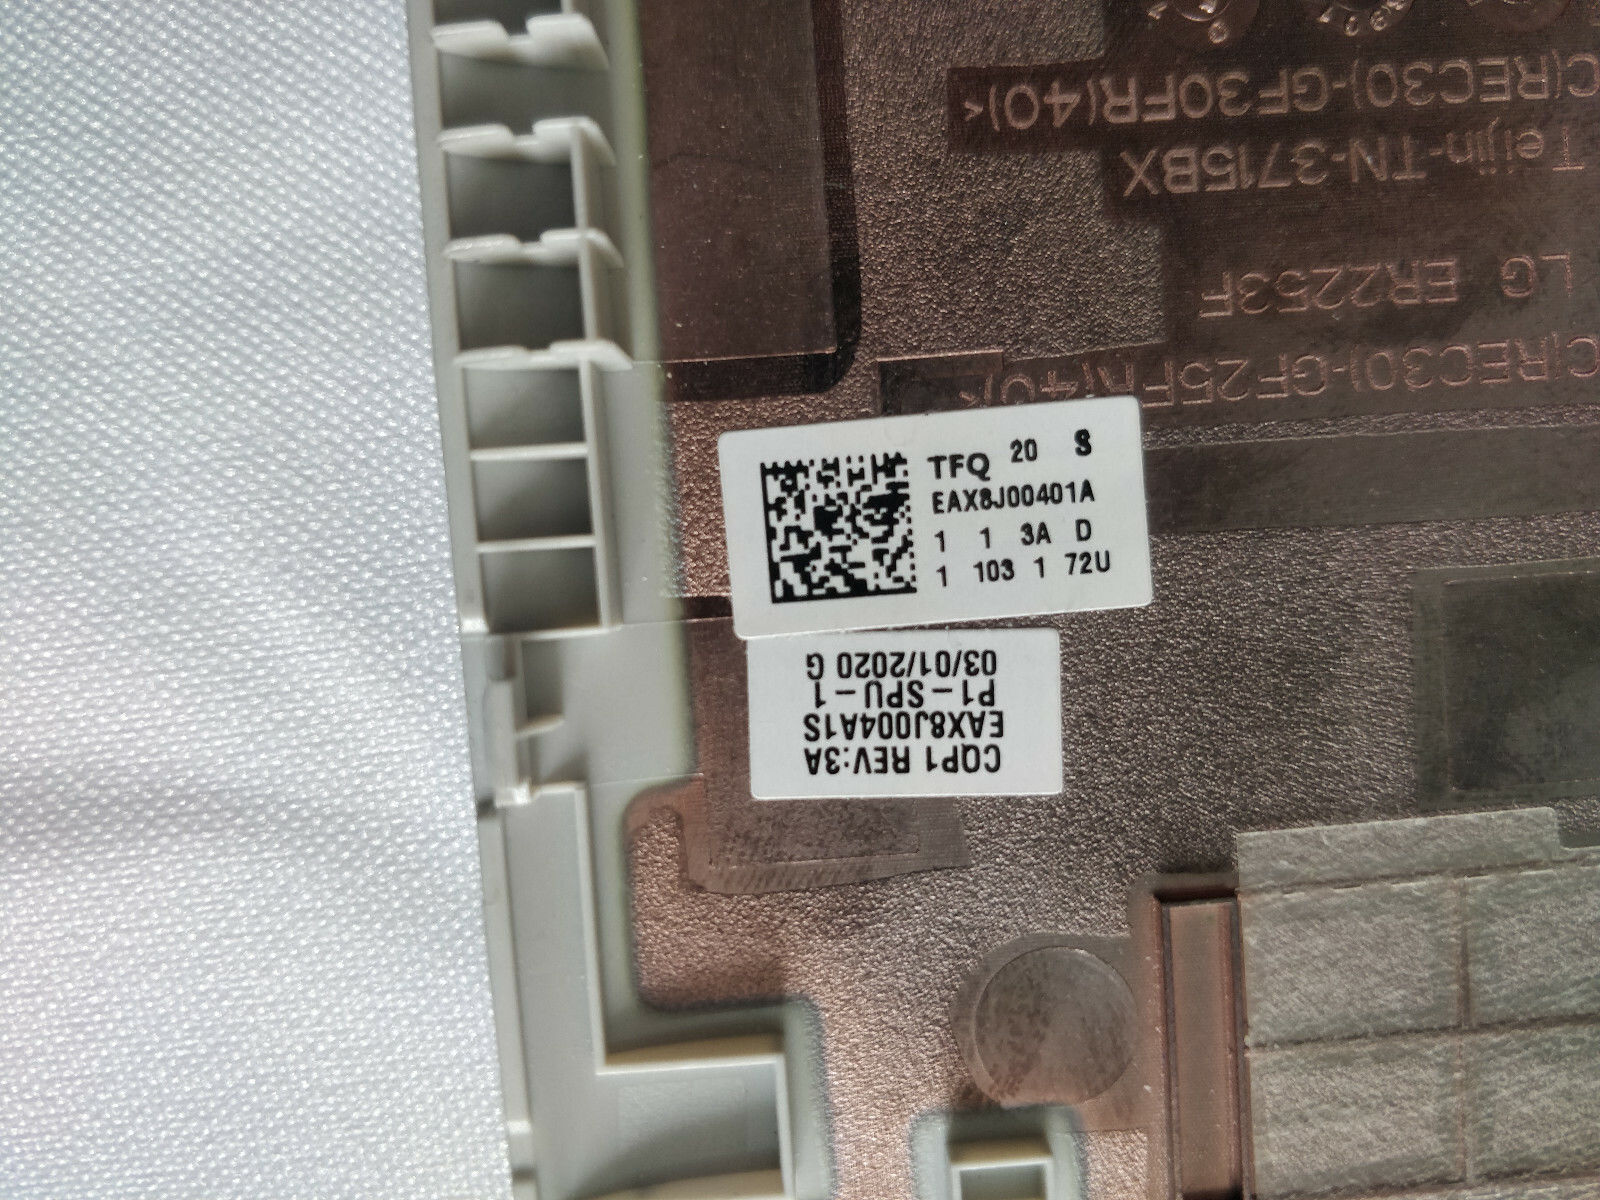 C(REC30)-GF30FR(40)<
Teijin-TN-3715BX
LG ER2253F
C(REC30)-GF25FR(40)<
TFQ 20 S
EAX8J00401A
1 1 3A D
1 103 1 72U
CQP1 REV:3A
EAX8J004A1S
P1-SPU-1
03/01/2020 G